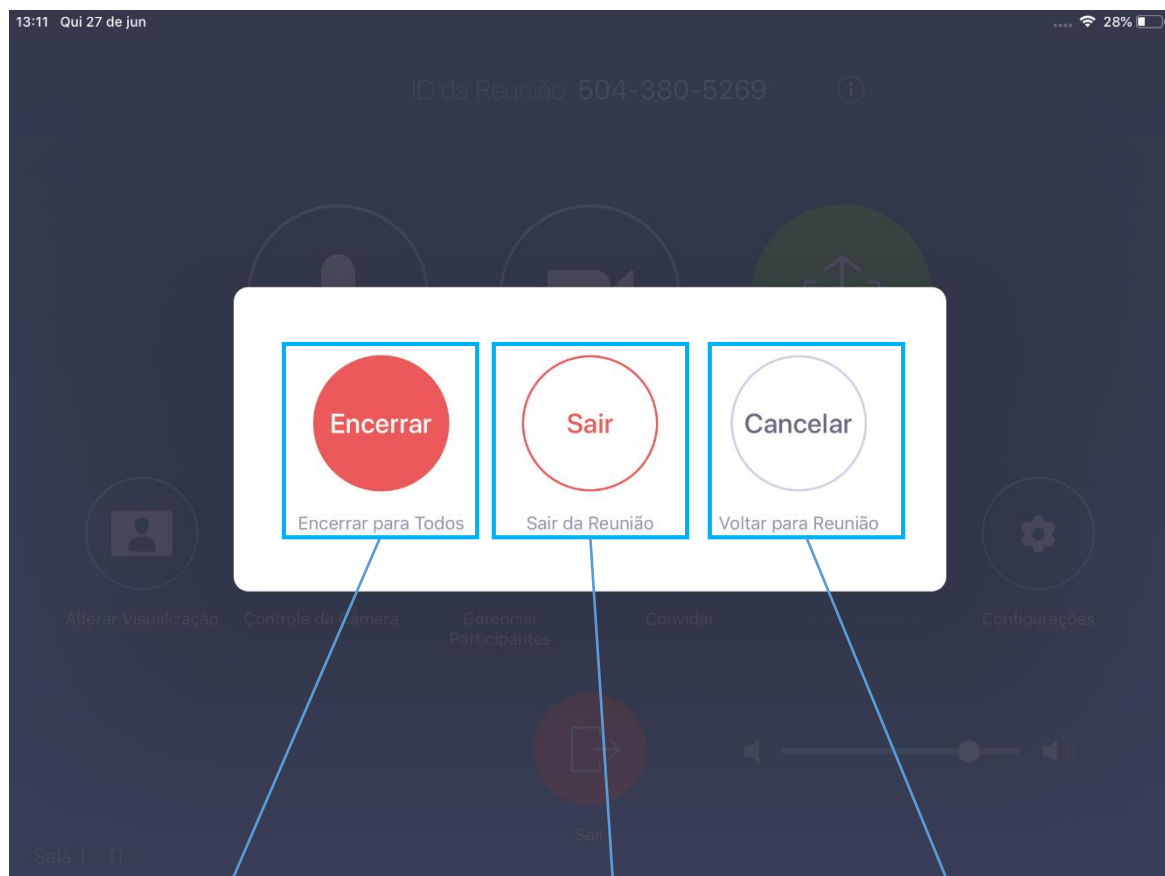 13:11 Qui 27 de jun
28%
ID da Reunião 504-380-5269
Encerrar
Sair
Cancelar
Encerrar para Todos
Sair da Reunião
Voltar para Reunião
Alterar Visualização
Controle da Câmera
Gerenciar
Participantes
Convidar
Configurações
Sair
Sala 1 - TI